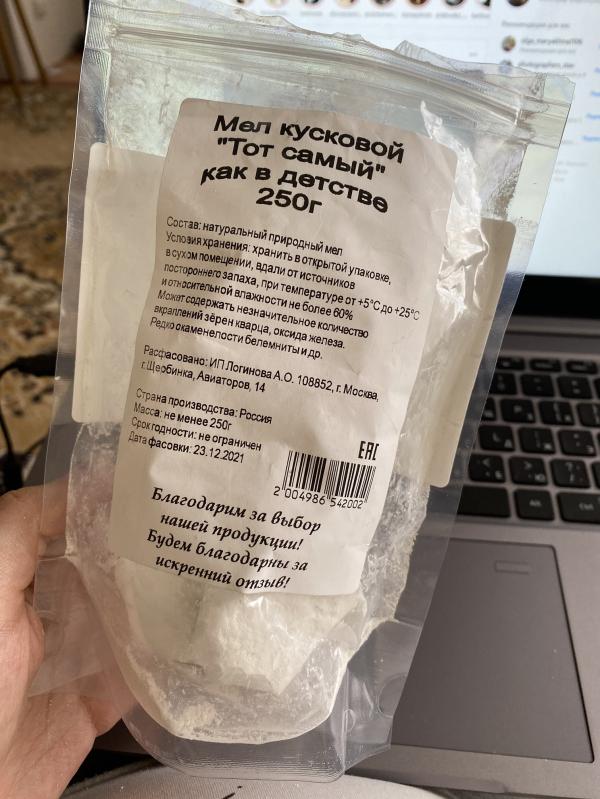 Мел кусковой
"Тот самый"
как в детстве
250г
Состав: натуральный природный мел
Условия хранения: хранить в открытой упаковке,
в сухом помещении, вдали от источников
постороннего запаха, при температуре от +5°С до +25°С
и относительной влажности не более 60%
Может содержать незначительное количество
вкраплений зёрен кварца, оксида железа.
Редко окаменелости белемниты и др.
Расфасовано: ИП Логинова А.О. 108852, г. Москва,
г. Щербинка, Авиаторов, 14
Страна производства: Россия
Масса: не менее 250г
Срок годности: не ограничен
Дата фасовки: 23.12.2021
EAC
2 004986 542002
Благодарим за выбор
нашей продукции!
Будем благодарны за
искренний отзыв!